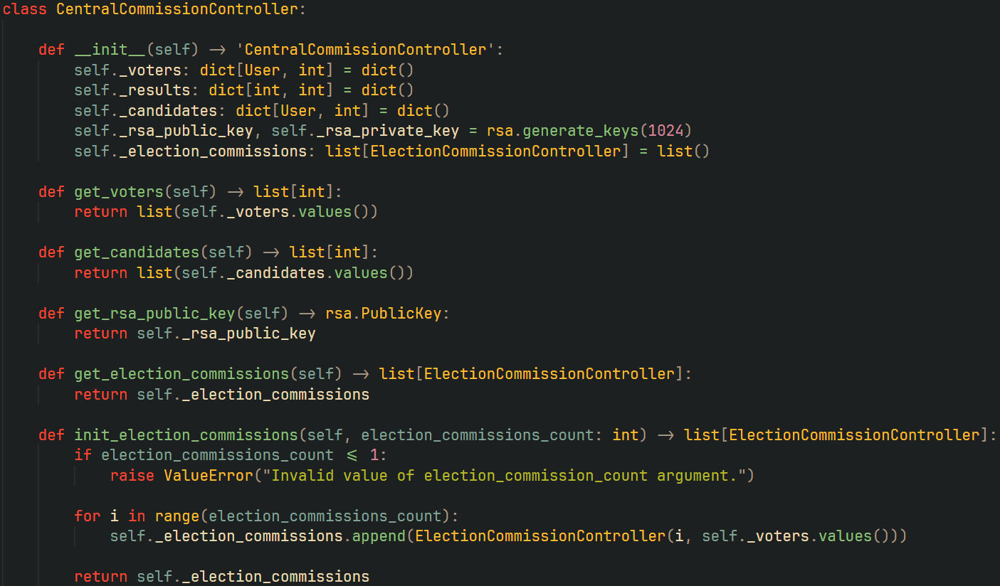 class CentralCommissionController:
def __init__(self) -> 'CentralCommissionController':
self._voters: dict[User, int] = dict()
self._results: dict[int, int] = dict()
self._candidates: dict[User, int] = dict()
self._rsa_public_key, self._rsa_private_key = rsa.generate_keys(1024)
self._election_commissions: list[ElectionCommissionController] = list()
def get_voters(self) -> list[int]:
return list(self._voters.values())
def get_candidates(self) -> list[int]:
return list(self._candidates.values())
def get_rsa_public_key(self) -> rsa.PublicKey:
return self._rsa_public_key
def get_election_commissions(self) -> list[ElectionCommissionController]:
return self._election_commissions
def init_election_commissions(self, election_commissions_count: int) -> list[ElectionCommissionController]:
if election_commissions_count <= 1:
raise ValueError("Invalid value of election_commission_count argument.")
for i in range(election_commissions_count):
self._election_commissions.append(ElectionCommissionController(i, self._voters.values()))
return self._election_commissions